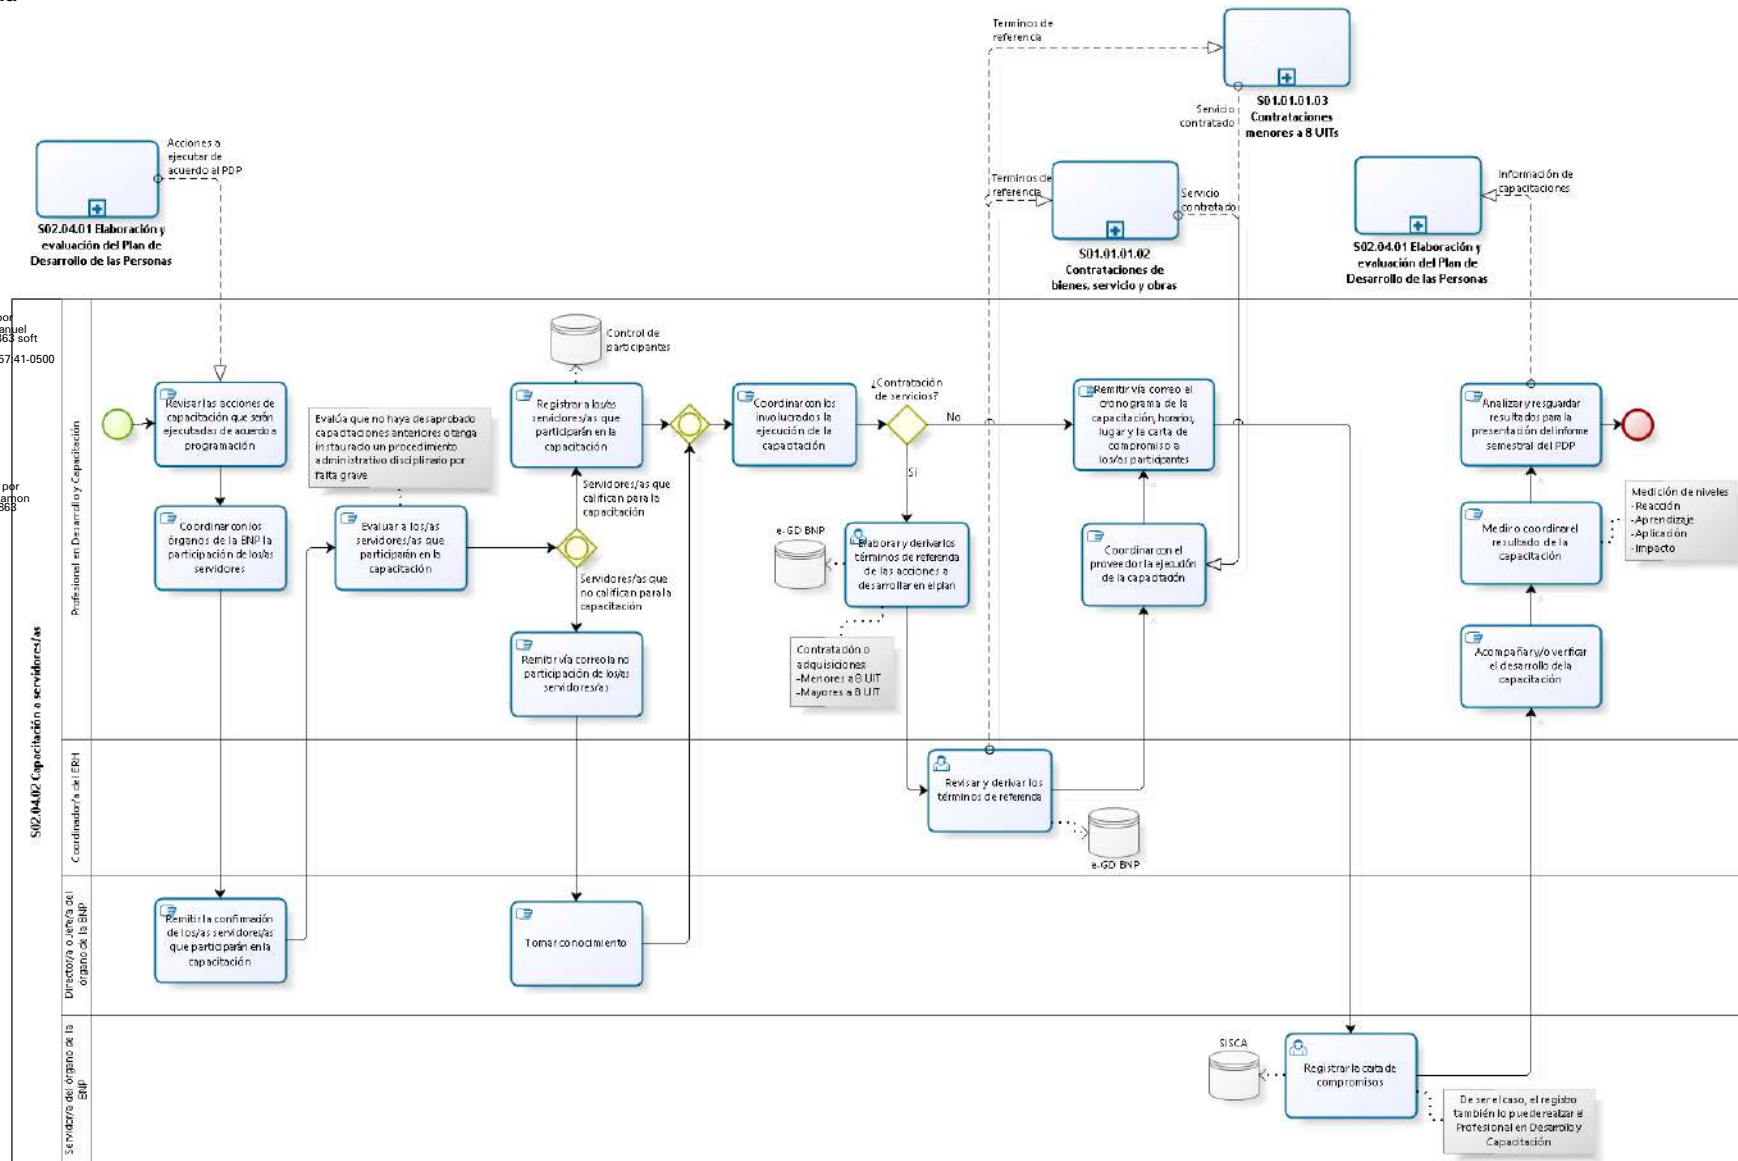 Terminos de
referencia
S01.01.01.03
Contrataciones
menores a 8 UITs
Servicio
contratado
Acciones a
ejecutar de
acuerdo al PDP
S02.04.01 Elaboración y
evaluación del Plan de
Desarrollo de las Personas
Terminos de
referencia
Servicio
contratado
S01.01.01.02
Contrataciones de
bienes, servicio y obras
Información de
capacitaciones
S02.04.01 Elaboración y
evaluación del Plan de
Desarrollo de las Personas
por
anuel
soft
57:41-0500
por
amon
863
S02.04.02 Capacitación a servidores/as
Profesional en Desarrollo y Capacitación
Revisar las acciones de
capacitación que serán
ejecutadas de acuerdo a
programación
Coordinar con los
órganos de la BNP la
participación de los/as
servidores
Evalúa que no haya desaprobado
capacitaciones anteriores o tenga
instaurado un procedimiento
administrativo disciplinario por
falta grave
Evaluar a los/as
servidores/as que
participarán en la
capacitación
Control de
participantes
Registrar a los/as
servidores/as que
participarán en la
capacitación
Servidores/as que
califican para la
capacitación
Servidores/as que
no califican para la
capacitación
Remitir vía correo la no
participación de los/as
servidores/as
Coordinar con los
involucrados la
ejecución de la
capacitación
¿Contratación
de servicios?
No
Si
e-GD BNP
Elaborar y derivar los
términos de referencia
de las acciones a
desarrollar en el plan
Contratación o
adquisiciones
-Menores a 8 UIT
-Mayores a 8 UIT
Remitir vía correo el
cronograma de la
capacitación, horario,
lugar y la carta de
compromiso a
los/as participantes
Coordinar con el
proveedor la ejecución
de la capacitación
Analizar y resguardar
resultados para la
presentación del informe
semestral del PDP
Medir o coordinar el
resultado de la
capacitación
Medición de niveles
-Reacción
-Aprendizaje
-Aplicación
-Impacto
Acompañar y/o verificar
el desarrollo de la
capacitación
Coordinador/a del ERH
Revisar y derivar los
términos de referencia
e-GD BNP
Director/a o Jefe/a del
órgano de la BNP
Remitir la confirmación
de los/as servidores/as
que participarán en la
capacitación
Tomar conocimiento
Servidor/a del órgano de la
BNP
SISCA
Registrar la carta de
compromisos
De ser el caso, el registro
también lo puede realizar el
Profesional en Desarrollo y
Capacitación